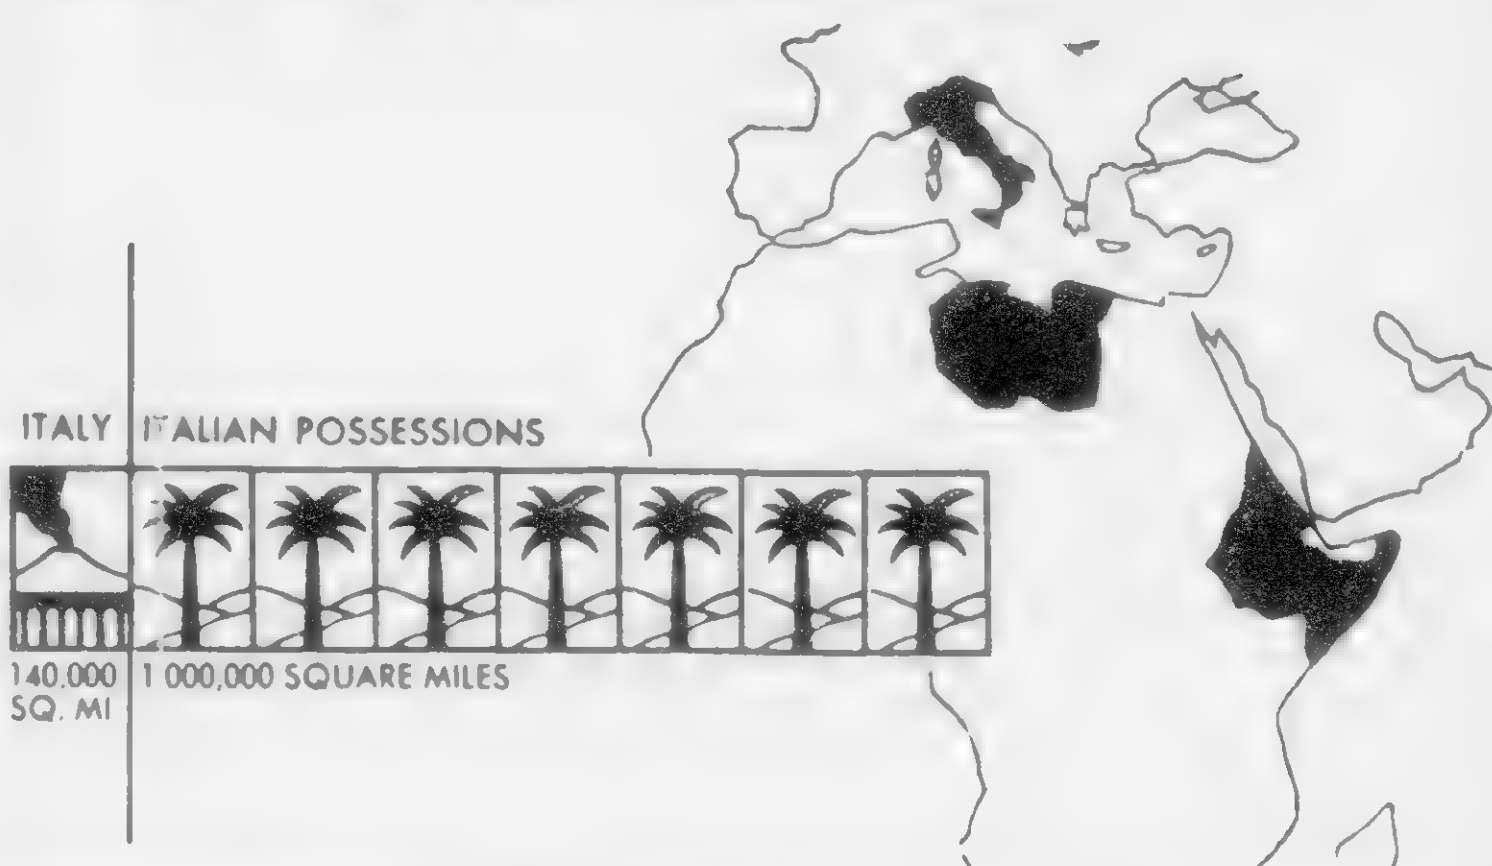 ITALY
ITALIAN POSSESSIONS
140,000
SQ. MI
1 000,000 SQUARE MILES